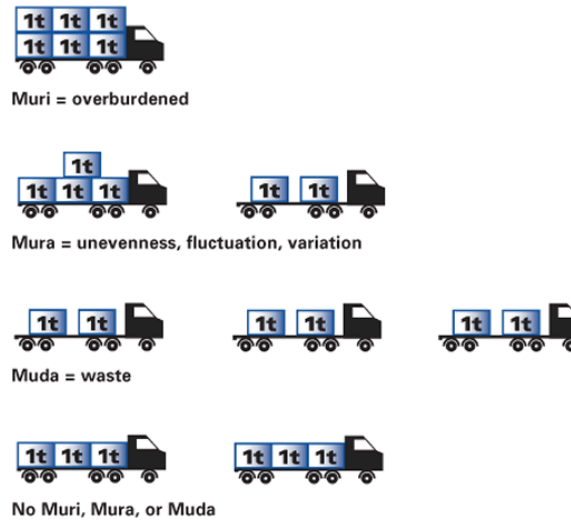 1t 1t 1t
1t 1t 1t
Muri = overburdened
1t
1t 1t 1t 1t 1t
Mura = unevenness, fluctuation, variation
1t 1t 1t 1t 1t 1t
Muda = waste
1t 1t 1t 1t 1t 1t
No Muri, Mura, or Muda